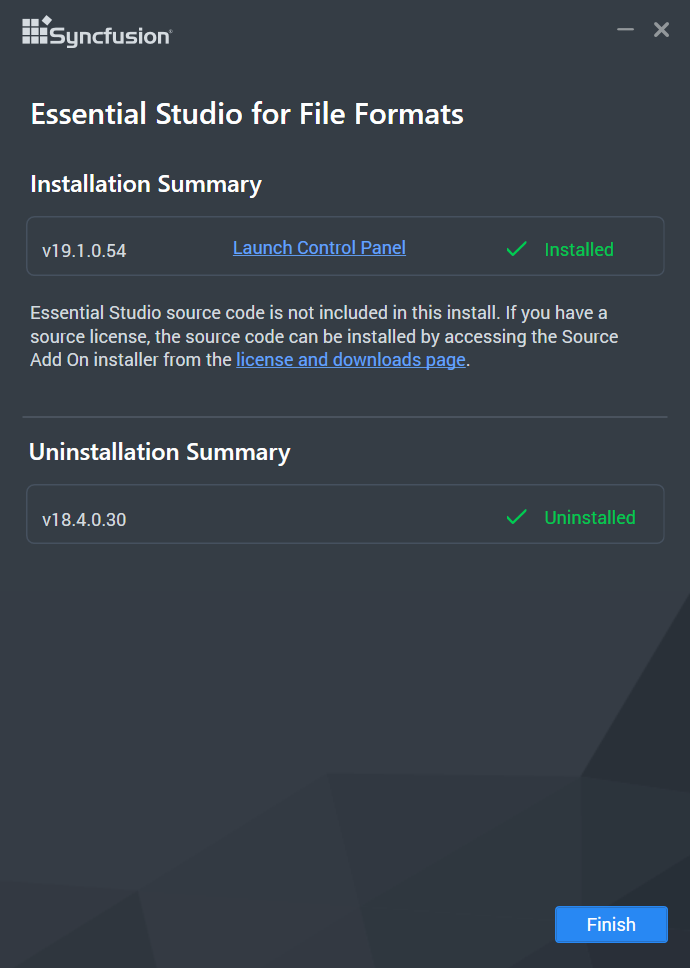 Syncfusion
Essential Studio for File Formats
Installation Summary
v19.1.0.54 Launch Control Panel Installed
Essential Studio source code is not included in this install. If you have a
source license, the source code can be installed by accessing the Source
Add On installer from the license and downloads page.
Uninstallation Summary
v18.4.0.30 Uninstalled
Finish